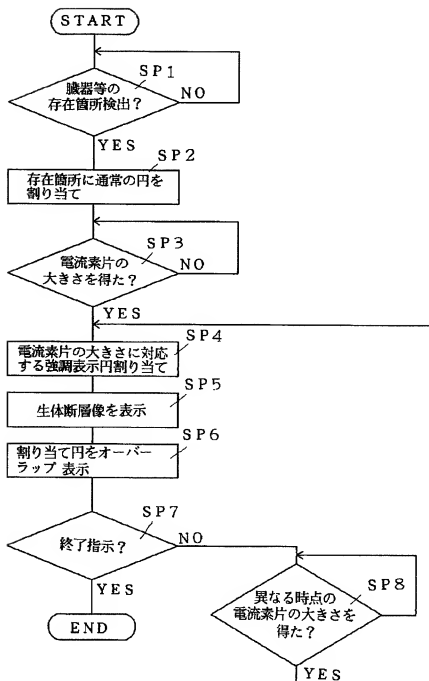 START
SP1
臓器等の
存在箇所検出?
NO
YES
SP2
存在箇所に通常の円を
割り当て
SP3
電流素片の
大きさを得た?
NO
YES
SP4
電流素片の大きさに対応
する強調表示円割り当て
SP5
生体断層像を表示
SP6
割り当て円をオーバー
ラップ 表示
SP7
終了指示?
NO
YES
END
SP8
異なる時点の
電流素片の大きさを
得た?
YES